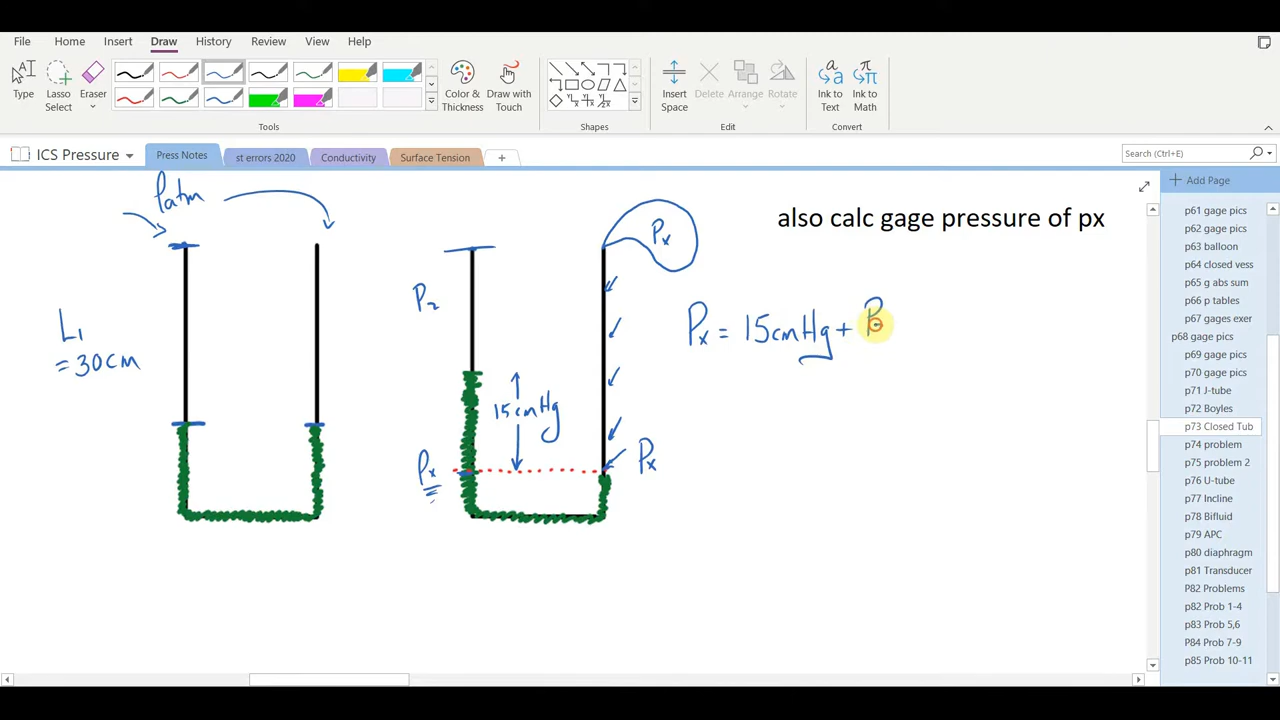 File Home Insert Draw History Review View Help
Type
Lasso Select
Eraser
Color & Thickness
Draw with Touch
Insert Space
Delete
Arrange
Rotate
Ink to Text
Ink to Math
Tools
Shapes
Edit
Convert
ICS Pressure
Press Notes
st errors 2020
Conductivity
Surface Tension
Search (Ctrl+E)
Add Page
p61 gage pics
p62 gage pics
p63 balloon
p64 closed vess
p65 g abs sum
p66 p tables
p67 gages exer
p68 gage pics
p69 gage pics
p70 gage pics
p71 J-tube
p72 Boyles
p73 Closed Tub
p74 problem
p75 problem 2
p76 U-tube
p77 Incline
p78 Bifluid
p79 APC
p80 diaphragm
p81 Transducer
P82 Problems
p82 Prob 1-4
p83 Prob 5,6
P84 Prob 7-9
p85 Prob 10-11
Patm
L1
= 30cm
P2
Px
also calc gage pressure of px
Px = 15cmHg + P
15cmHg
Px
Px